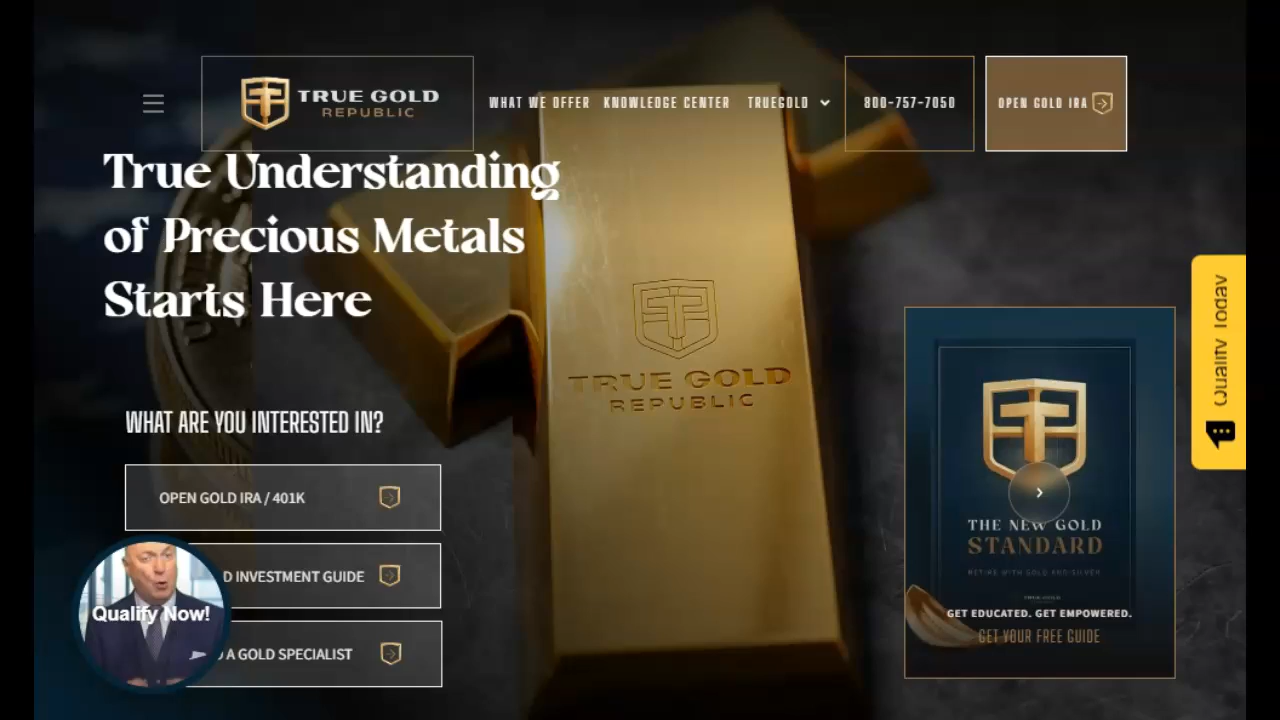 TRUE GOLD
REPUBLIC
WHAT WE OFFER
KNOWLEDGE CENTER
TRUEGOLD
800-757-7050
OPEN GOLD IRA
True Understanding
of Precious Metals
Starts Here
WHAT ARE YOU INTERESTED IN?
OPEN GOLD IRA / 401K
D INVESTMENT GUIDE
A GOLD SPECIALIST
Qualify Now!
TRUE GOLD
REPUBLIC
THE NEW GOLD
STANDARD
RETIRE WITH GOLD AND SILVER
TRUE GOLD
GET EDUCATED. GET EMPOWERED.
GET YOUR FREE GUIDE
Qualify Today